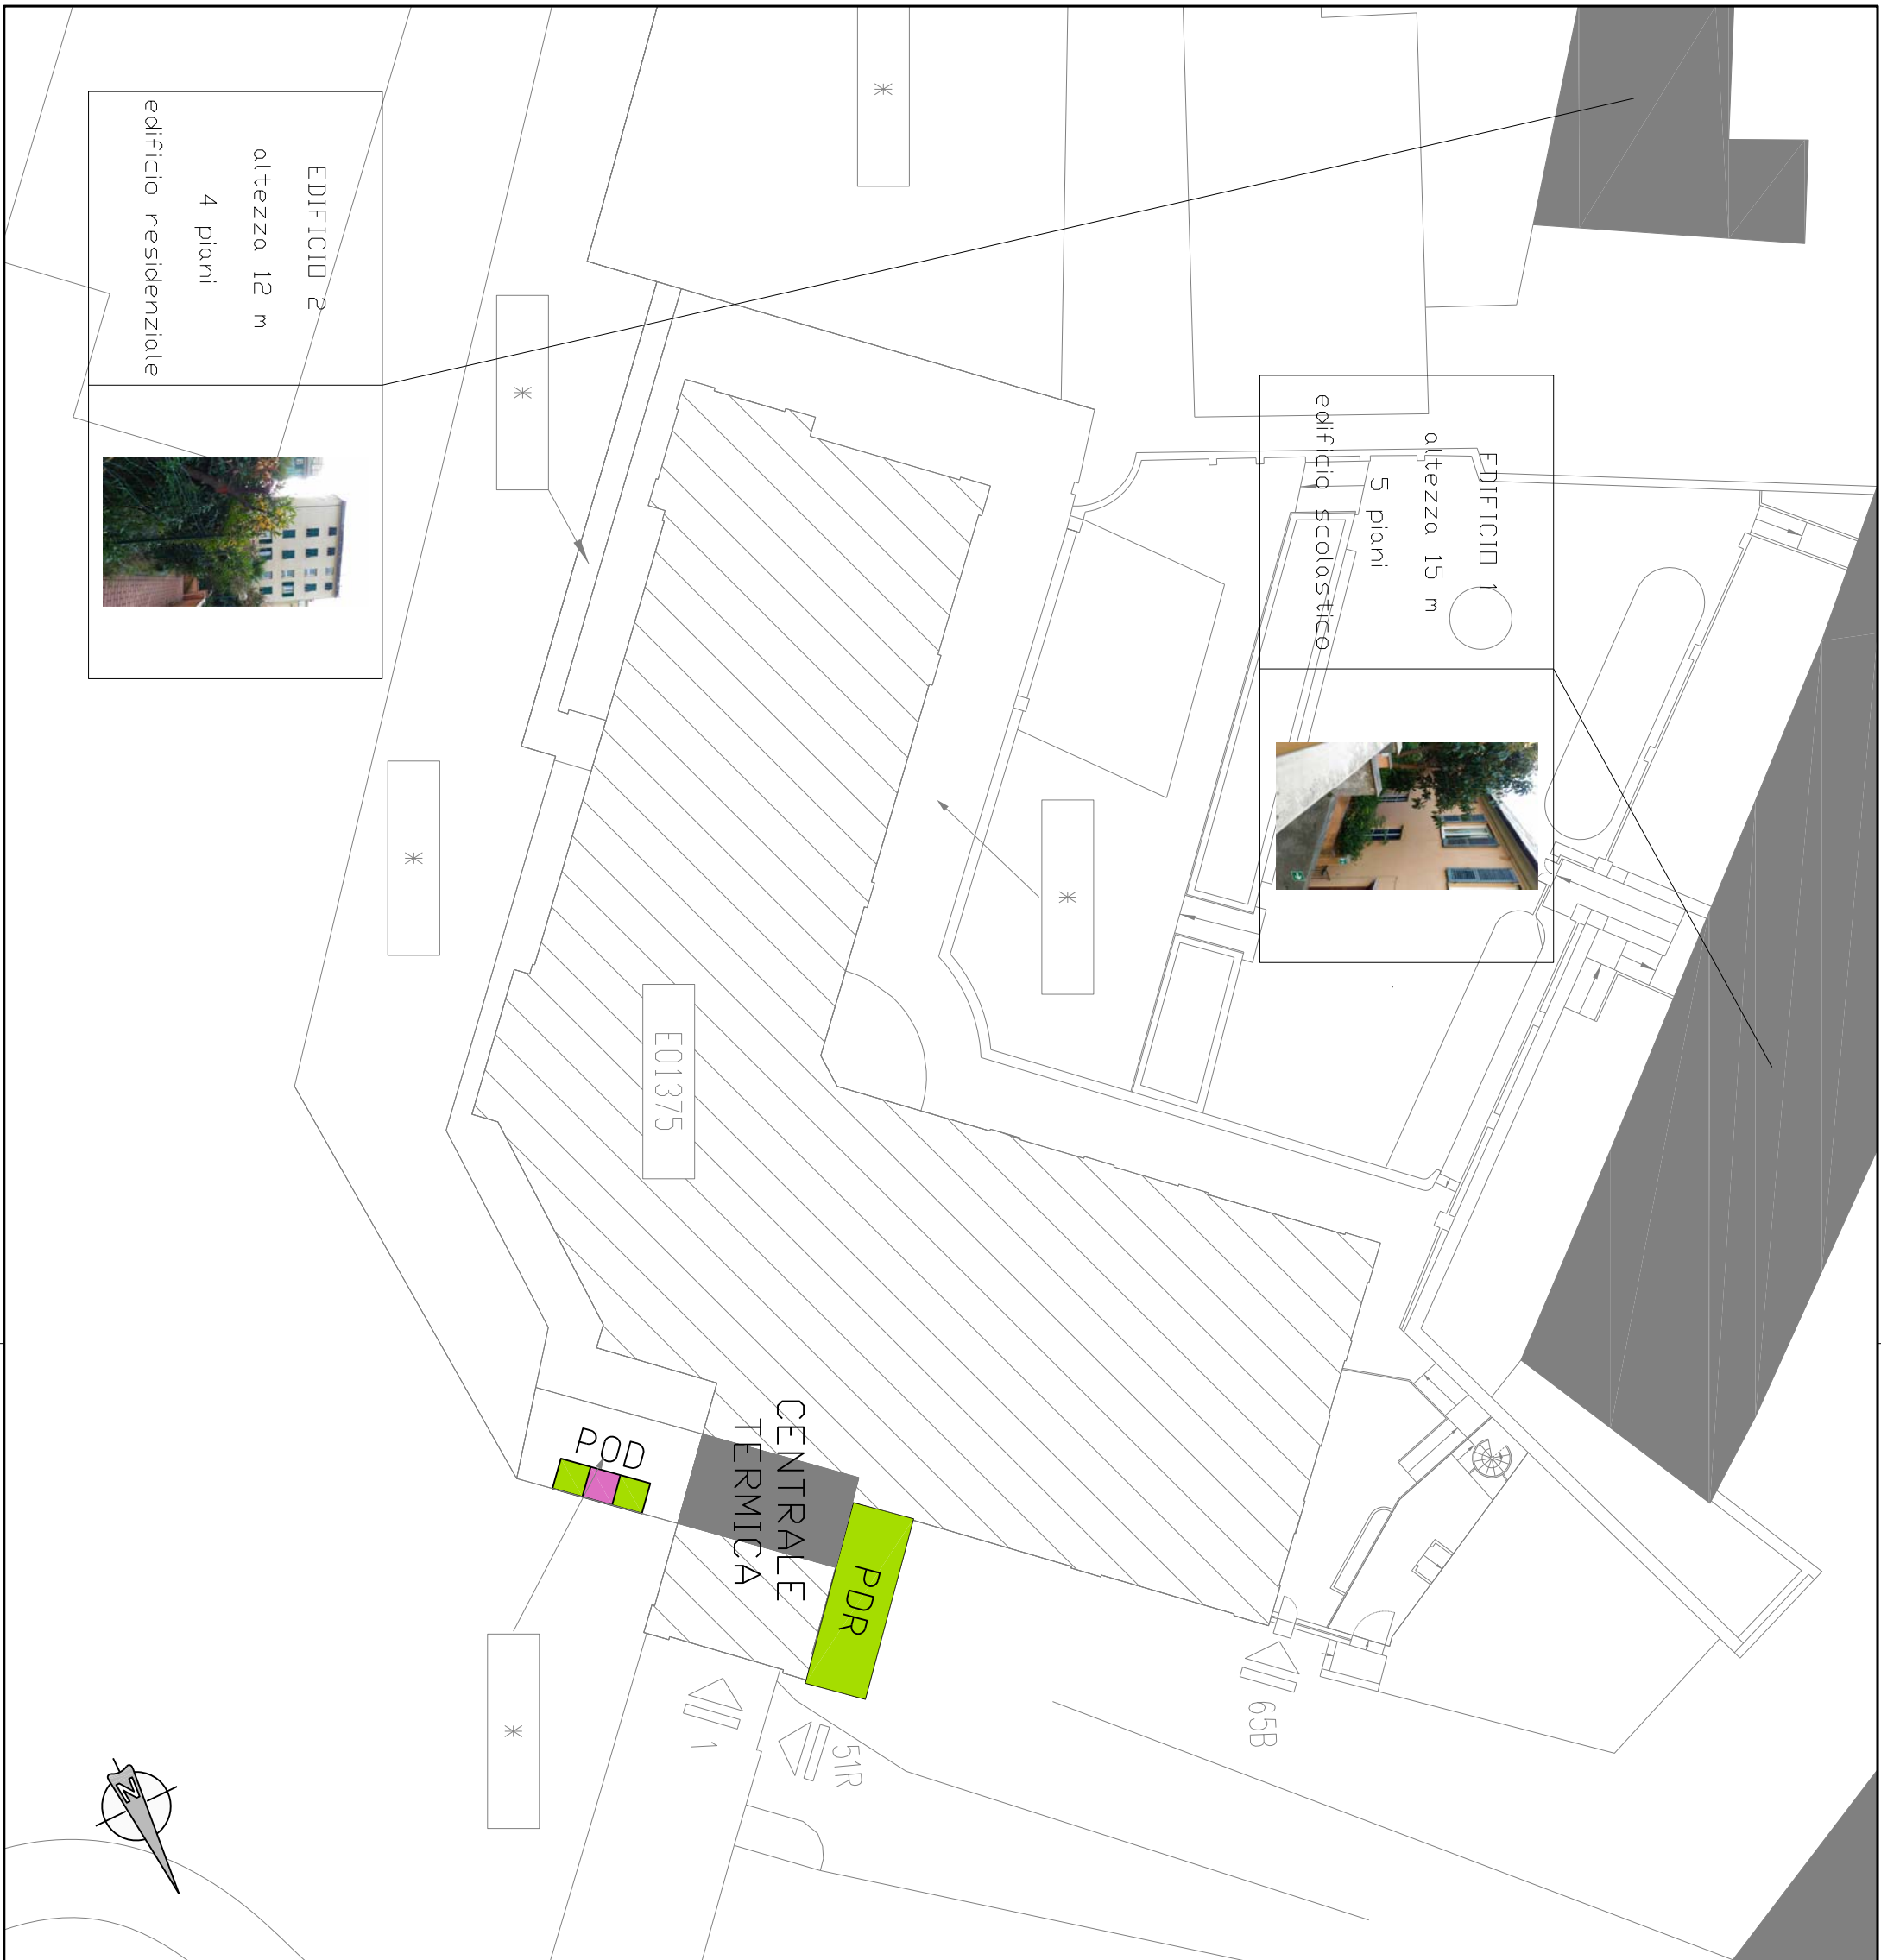 EDIFICIO 2
altezza 12 m
4 piani
edificio residenziale
EDIFICIO 1
altezza 15 m
5 piani
edificio scolastico
*
*
*
*
*
E01375
POD
CENTRALE
TERMICA
PDR
65B
51R
1
N